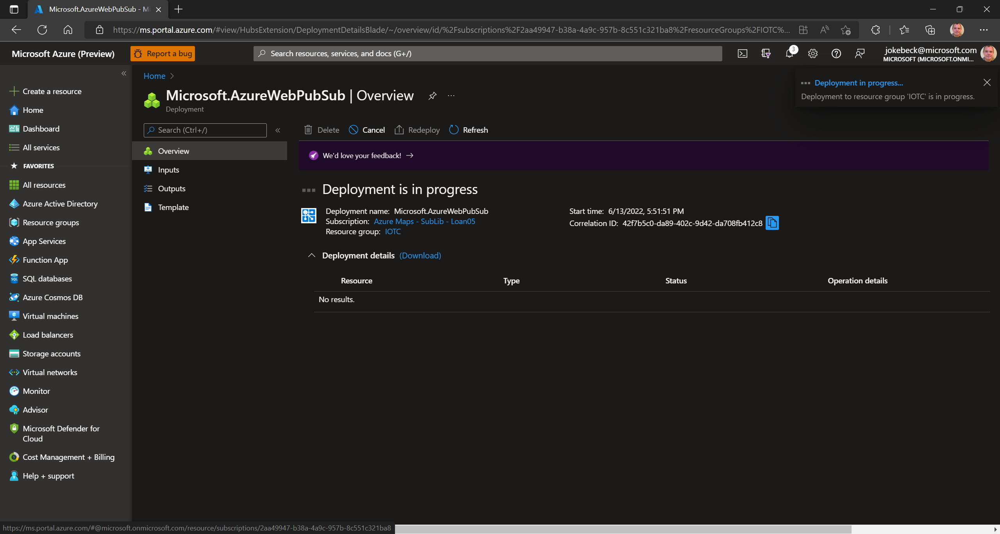 Microsoft.AzureWebPubSub - Mi
https://ms.portal.azure.com/#view/HubsExtension/DeploymentDetailsBlade/~/overview/id/%2Fsubscriptions%2F2aa49947-b38a-4a9c-957b-8c551c321ba8%2FresourceGroups%2FIOTC%...
Microsoft Azure (Preview)
Report a bug
Search resources, services, and docs (G+/)
3
jokebeck@microsoft.com
MICROSOFT (MICROSOFT.ONMI...
Deployment in progress...
Deployment to resource group 'IOTC' is in progress.
Create a resource
Home
Dashboard
All services
FAVORITES
All resources
Azure Active Directory
Resource groups
App Services
Function App
SQL databases
Azure Cosmos DB
Virtual machines
Load balancers
Storage accounts
Virtual networks
Monitor
Advisor
Microsoft Defender for
Cloud
Cost Management + Billing
Help + support
Home >
Microsoft.AzureWebPubSub | Overview
Deployment
Search (Ctrl+/)
Overview
Inputs
Outputs
Template
Delete
Cancel
Redeploy
Refresh
We'd love your feedback! →
Deployment is in progress
Deployment name: Microsoft.AzureWebPubSub
Subscription: Azure Maps - SubLib - Loan05
Resource group: IOTC
Start time: 6/13/2022, 5:51:51 PM
Correlation ID: 42f7b5c0-da89-402c-9d42-da708fb412c8
Deployment details (Download)
Resource Type Status Operation details
No results.
https://ms.portal.azure.com/#@microsoft.onmicrosoft.com/resource/subscriptions/2aa49947-b38a-4a9c-957b-8c551c321ba8